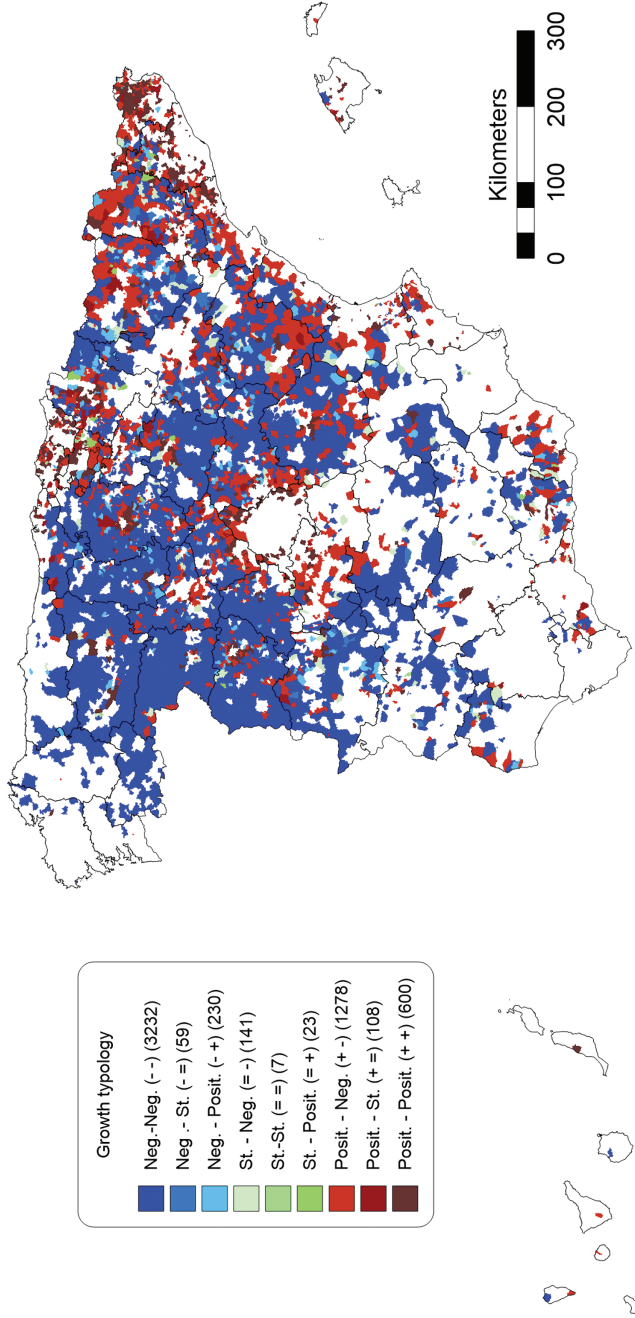 Growth typology
Neg.-Neg. (- -) (3232)
Neg .- St. (- =) (59)
Neg. - Posit. (- +) (230)
St. - Neg. (= -) (141)
St.-St. (= =) (7)
St. - Posit. (= +) (23)
Posit. - Neg. (+ -) (1278)
Posit. - St. (+ =) (108)
Posit. - Posit. (+ +) (600)
Kilometers
0 100 200 300